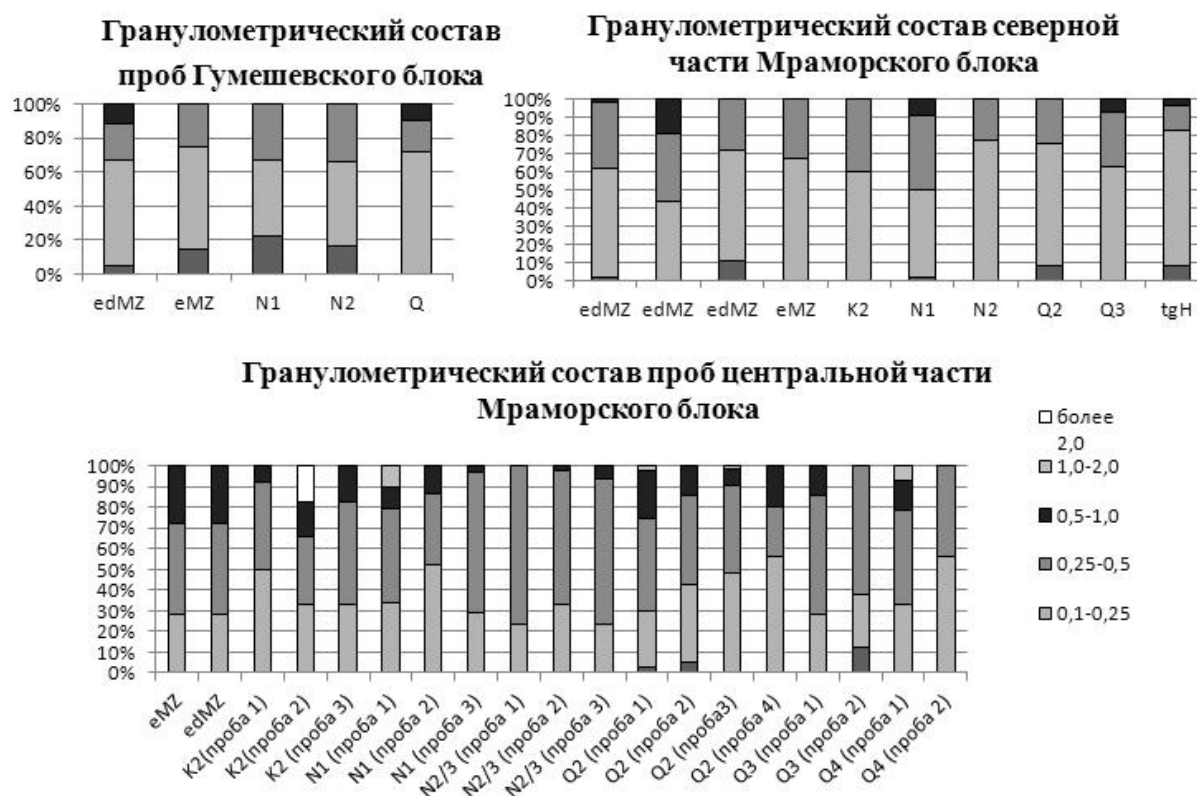 Гранулометрический состав
проб Гумешевского блока
100%
80%
60%
40%
20%
0%
edMZ eMZ N1 N2 Q
Гранулометрический состав северной
части Мраморского блока
100%
90%
80%
70%
60%
50%
40%
30%
20%
10%
0%
edMZ edMZ edMZ eMZ K2 N1 N2 Q2 Q3 tgH
Гранулометрический состав проб центральной части
Мраморского блока
100%
90%
80%
70%
60%
50%
40%
30%
20%
10%
0%
eMZ
edMZ
K2(проба 1)
K2(проба 2)
K2 (проба 3)
N1 (проба 1)
N1 (проба 2)
N1 (проба 3)
N2/3 (проба 1)
N2/3 (проба 2)
N2/3 (проба 3)
Q2 (проба 1)
Q2 (проба 2)
Q2 (проба3)
Q2 (проба 4)
Q3 (проба 1)
Q3 (проба 2)
Q4 (проба 1)
Q4 (проба 2)
более
2,0
1,0-2,0
0,5-1,0
0,25-0,5
0,1-0,25